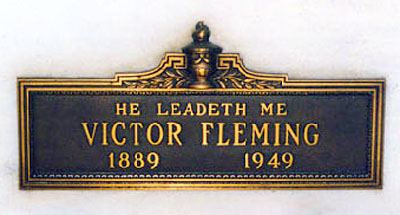 HE LEADETH ME
VICTOR FLEMING
1889 1949